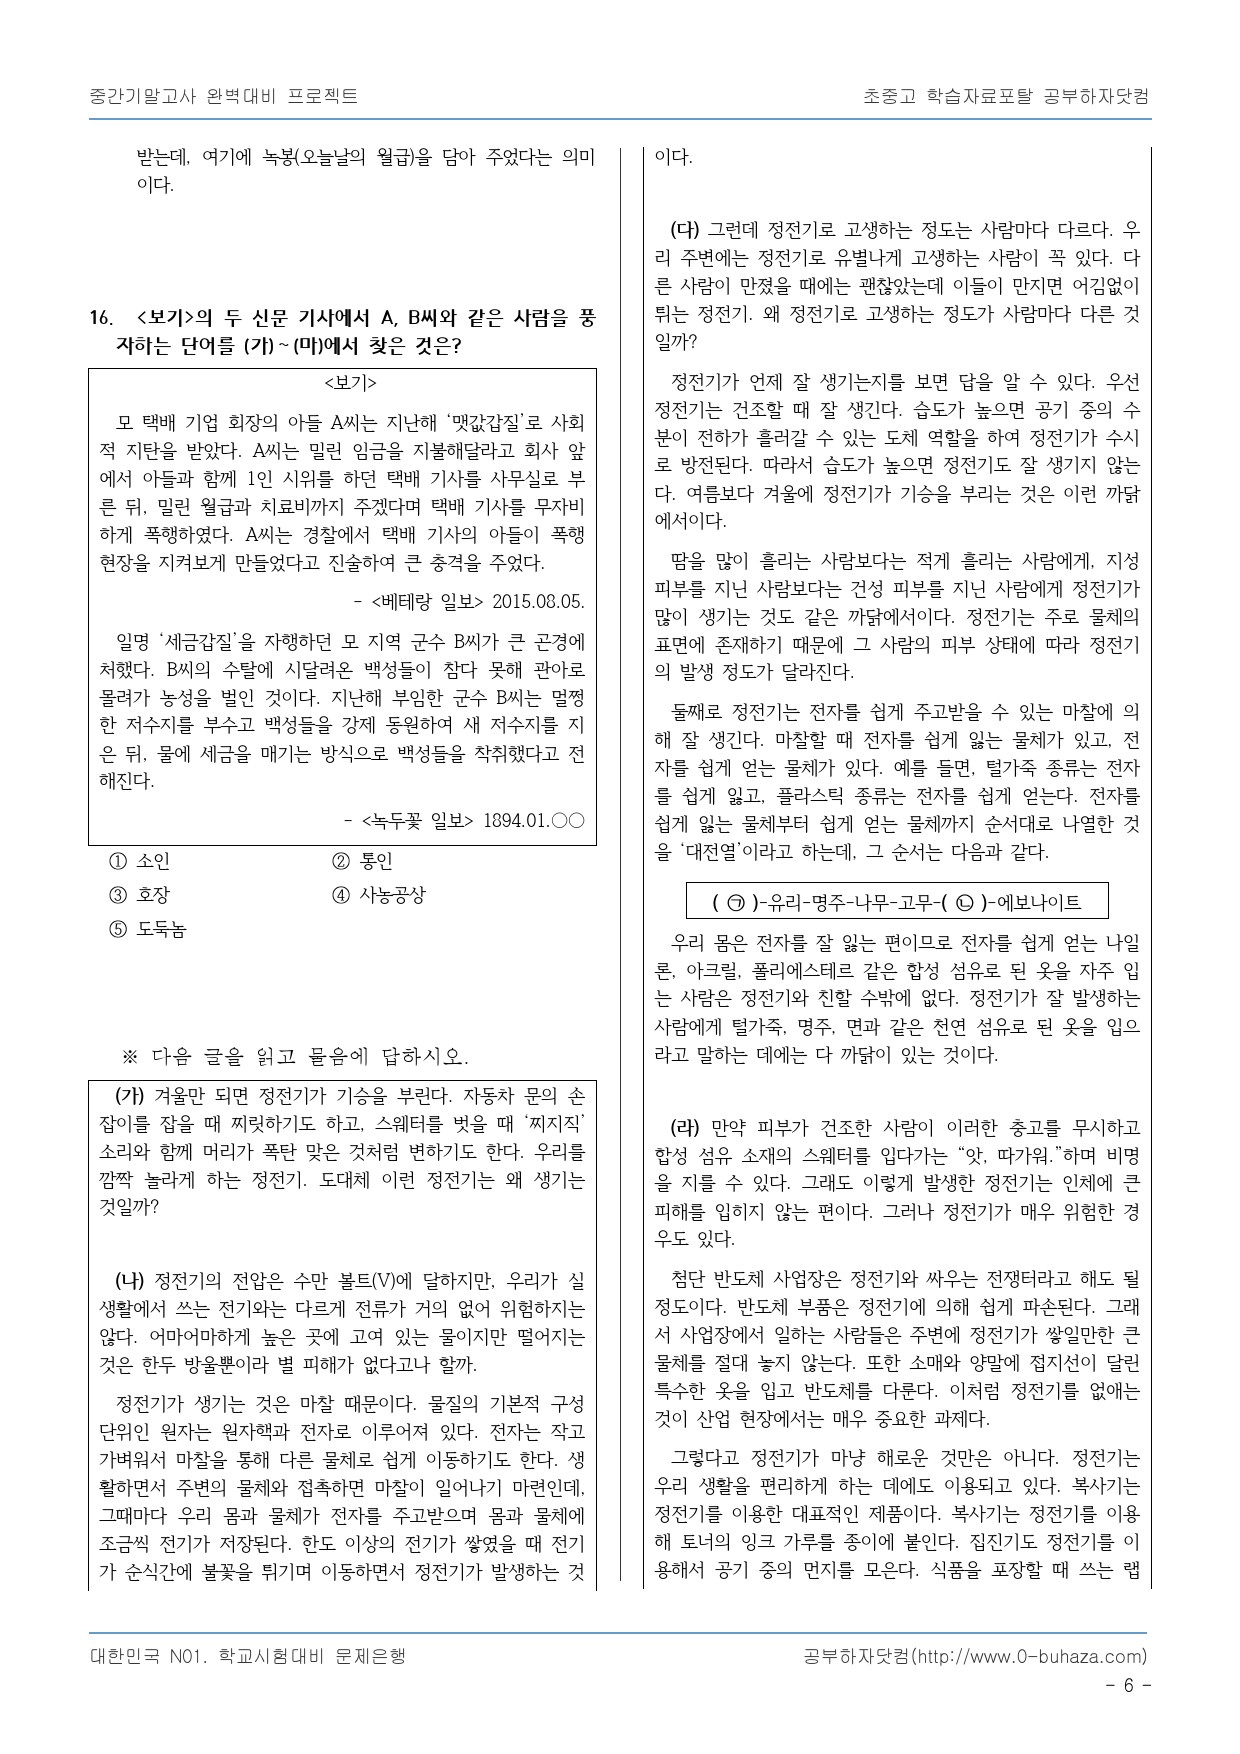 중간기말고사 완벽대비 프로젝트
초중고 학습자료포탈 공부하자닷컴
받는데, 여기에 녹봉(오늘날의 월급)을 담아 주었다는 의미
이다.
16. <보기>의 두 신문 기사에서 A, B씨와 같은 사람을 풍
자하는 단어를 (가)~(마)에서 찾은 것은?
<보기>
모 택배 기업 회장의 아들 A씨는 지난해 ‘맷값갑질’로 사회
적 지탄을 받았다. A씨는 밀린 임금을 지불해달라고 회사 앞
에서 아들과 함께 1인 시위를 하던 택배 기사를 사무실로 부
른 뒤, 밀린 월급과 치료비까지 주겠다며 택배 기사를 무자비
하게 폭행하였다. A씨는 경찰에서 택배 기사의 아들이 폭행
현장을 지켜보게 만들었다고 진술하여 큰 충격을 주었다.
- <베테랑 일보> 2015.08.05.
일명 ‘세금갑질’을 자행하던 모 지역 군수 B씨가 큰 곤경에
처했다. B씨의 수탈에 시달려온 백성들이 참다 못해 관아로
몰려가 농성을 벌인 것이다. 지난해 부임한 군수 B씨는 멀쩡
한 저수지를 부수고 백성들을 강제 동원하여 새 저수지를 지
은 뒤, 물에 세금을 매기는 방식으로 백성들을 착취했다고 전
해진다.
- <녹두꽃 일보> 1894.01.○○
① 소인 ② 통인
③ 호장 ④ 사농공상
⑤ 도둑놈
※ 다음 글을 읽고 물음에 답하시오.
(가) 겨울만 되면 정전기가 기승을 부린다. 자동차 문의 손
잡이를 잡을 때 찌릿하기도 하고, 스웨터를 벗을 때 ‘찌지직’
소리와 함께 머리가 폭탄 맞은 것처럼 변하기도 한다. 우리를
깜짝 놀라게 하는 정전기. 도대체 이런 정전기는 왜 생기는
것일까?
(나) 정전기의 전압은 수만 볼트(V)에 달하지만, 우리가 실
생활에서 쓰는 전기와는 다르게 전류가 거의 없어 위험하지는
않다. 어마어마하게 높은 곳에 고여 있는 물이지만 떨어지는
것은 한두 방울뿐이라 별 피해가 없다고나 할까.
정전기가 생기는 것은 마찰 때문이다. 물질의 기본적 구성
단위인 원자는 원자핵과 전자로 이루어져 있다. 전자는 작고
가벼워서 마찰을 통해 다른 물체로 쉽게 이동하기도 한다. 생
활하면서 주변의 물체와 접촉하면 마찰이 일어나기 마련인데,
그때마다 우리 몸과 물체가 전자를 주고받으며 몸과 물체에
조금씩 전기가 저장된다. 한도 이상의 전기가 쌓였을 때 전기
가 순식간에 불꽃을 튀기며 이동하면서 정전기가 발생하는 것
이다.
(다) 그런데 정전기로 고생하는 정도는 사람마다 다르다. 우
리 주변에는 정전기로 유별나게 고생하는 사람이 꼭 있다. 다
른 사람이 만졌을 때에는 괜찮았는데 이들이 만지면 어김없이
튀는 정전기. 왜 정전기로 고생하는 정도가 사람마다 다른 것
일까?
정전기가 언제 잘 생기는지를 보면 답을 알 수 있다. 우선
정전기는 건조할 때 잘 생긴다. 습도가 높으면 공기 중의 수
분이 전하가 흘러갈 수 있는 도체 역할을 하여 정전기가 수시
로 방전된다. 따라서 습도가 높으면 정전기도 잘 생기지 않는
다. 여름보다 겨울에 정전기가 기승을 부리는 것은 이런 까닭
에서이다.
땀을 많이 흘리는 사람보다는 적게 흘리는 사람에게, 지성
피부를 지닌 사람보다는 건성 피부를 지닌 사람에게 정전기가
많이 생기는 것도 같은 까닭에서이다. 정전기는 주로 물체의
표면에 존재하기 때문에 그 사람의 피부 상태에 따라 정전기
의 발생 정도가 달라진다.
둘째로 정전기는 전자를 쉽게 주고받을 수 있는 마찰에 의
해 잘 생긴다. 마찰할 때 전자를 쉽게 잃는 물체가 있고, 전
자를 쉽게 얻는 물체가 있다. 예를 들면, 털가죽 종류는 전자
를 쉽게 잃고, 플라스틱 종류는 전자를 쉽게 얻는다. 전자를
쉽게 잃는 물체부터 쉽게 얻는 물체까지 순서대로 나열한 것
을 ‘대전열’이라고 하는데, 그 순서는 다음과 같다.
( ㉠ )-유리-명주-나무-고무-( ㉡ )-에보나이트
우리 몸은 전자를 잘 잃는 편이므로 전자를 쉽게 얻는 나일
론, 아크릴, 폴리에스테르 같은 합성 섬유로 된 옷을 자주 입
는 사람은 정전기와 친할 수밖에 없다. 정전기가 잘 발생하는
사람에게 털가죽, 명주, 면과 같은 천연 섬유로 된 옷을 입으
라고 말하는 데에는 다 까닭이 있는 것이다.
(라) 만약 피부가 건조한 사람이 이러한 충고를 무시하고
합성 섬유 소재의 스웨터를 입다가는 “앗, 따가워.”하며 비명
을 지를 수 있다. 그래도 이렇게 발생한 정전기는 인체에 큰
피해를 입히지 않는 편이다. 그러나 정전기가 매우 위험한 경
우도 있다.
첨단 반도체 사업장은 정전기와 싸우는 전쟁터라고 해도 될
정도이다. 반도체 부품은 정전기에 의해 쉽게 파손된다. 그래
서 사업장에서 일하는 사람들은 주변에 정전기가 쌓일만한 큰
물체를 절대 놓지 않는다. 또한 소매와 양말에 접지선이 달린
특수한 옷을 입고 반도체를 다룬다. 이처럼 정전기를 없애는
것이 산업 현장에서는 매우 중요한 과제다.
그렇다고 정전기가 마냥 해로운 것만은 아니다. 정전기는
우리 생활을 편리하게 하는 데에도 이용되고 있다. 복사기는
정전기를 이용한 대표적인 제품이다. 복사기는 정전기를 이용
해 토너의 잉크 가루를 종이에 붙인다. 집진기도 정전기를 이
용해서 공기 중의 먼지를 모은다. 식품을 포장할 때 쓰는 랩
대한민국 N01. 학교시험대비 문제은행
공부하자닷컴(http://www.0-buhaza.com)
- 6 -